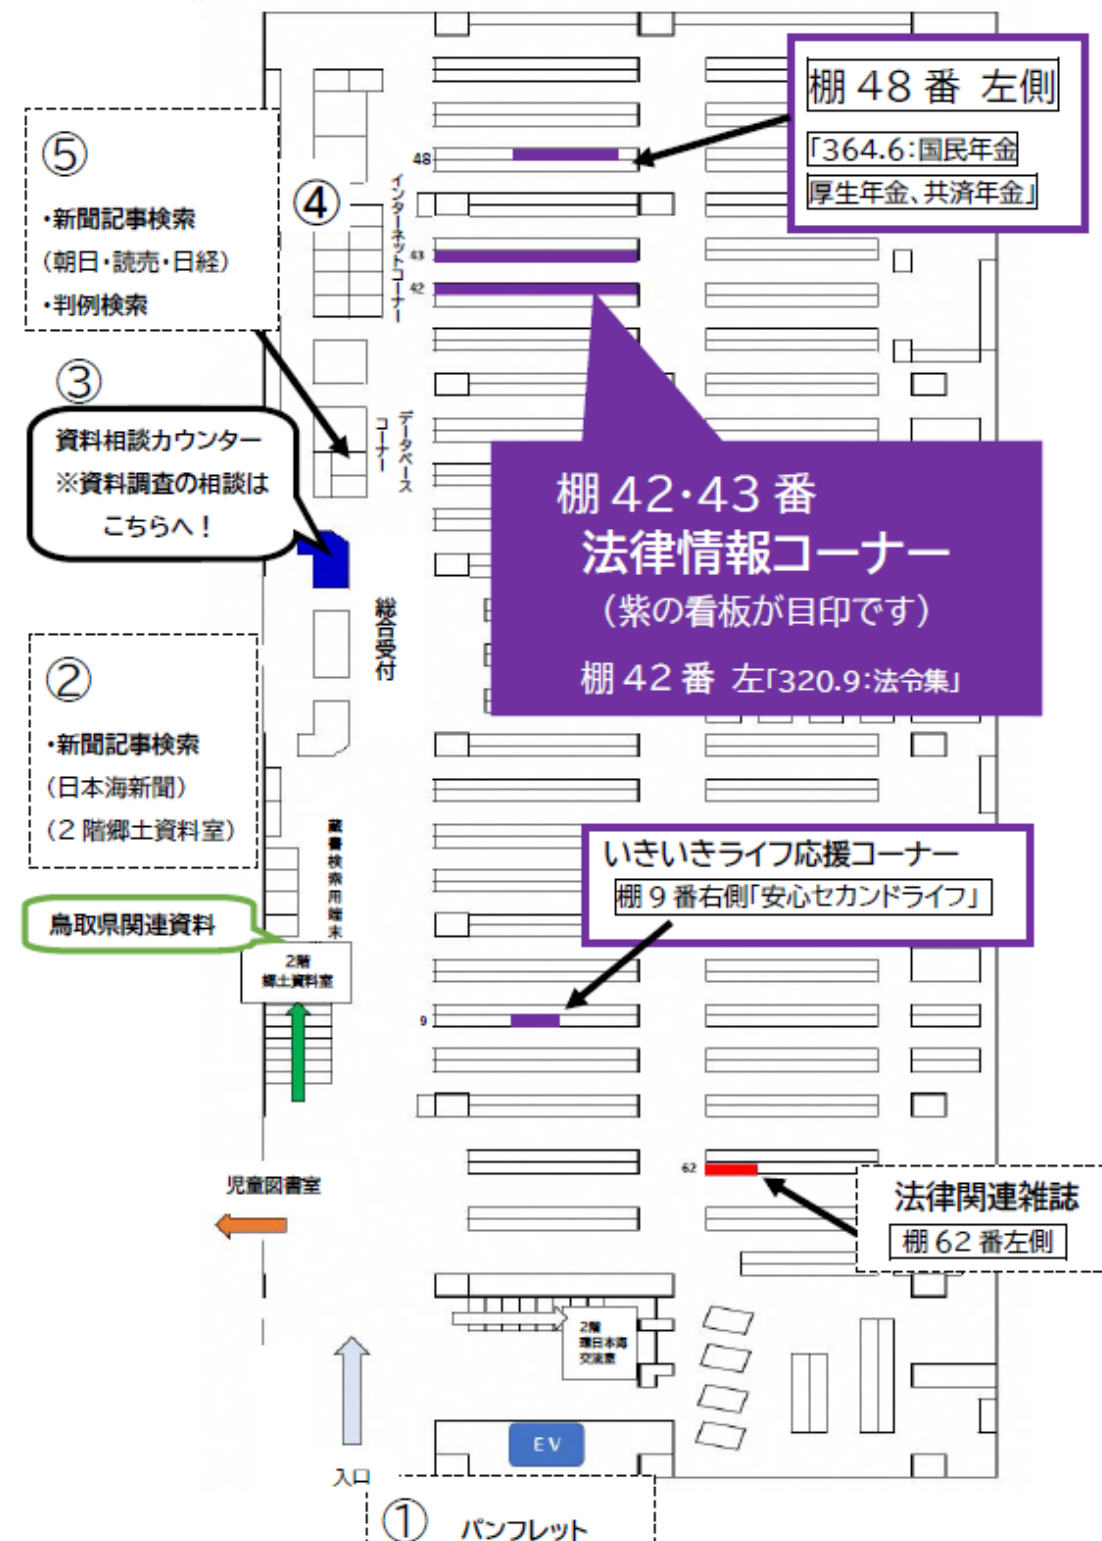 棚 48 番 左側
「364.6:国民年金
厚生年金、共済年金」
⑤
・新聞記事検索
（朝日・読売・日経）
・判例検索
48
④
インターネットコーナー
43
42
③
資料相談カウンター
※資料調査の相談は
こちらへ！
データベース
コーナー
棚 42・43 番
法律情報コーナー
（紫の看板が目印です）
棚 42 番 左「320.9:法令集」
総合受付
②
・新聞記事検索
（日本海新聞）
（2 階郷土資料室）
蔵書検索用端末
いきいきライフ応援コーナー
棚 9 番右側「安心セカンドライフ」
鳥取県関連資料
2階
郷土資料室
9
62
児童図書室
法律関連雑誌
棚 62 番左側
2階
環日本海
交流室
EV
入口
① パンフレット